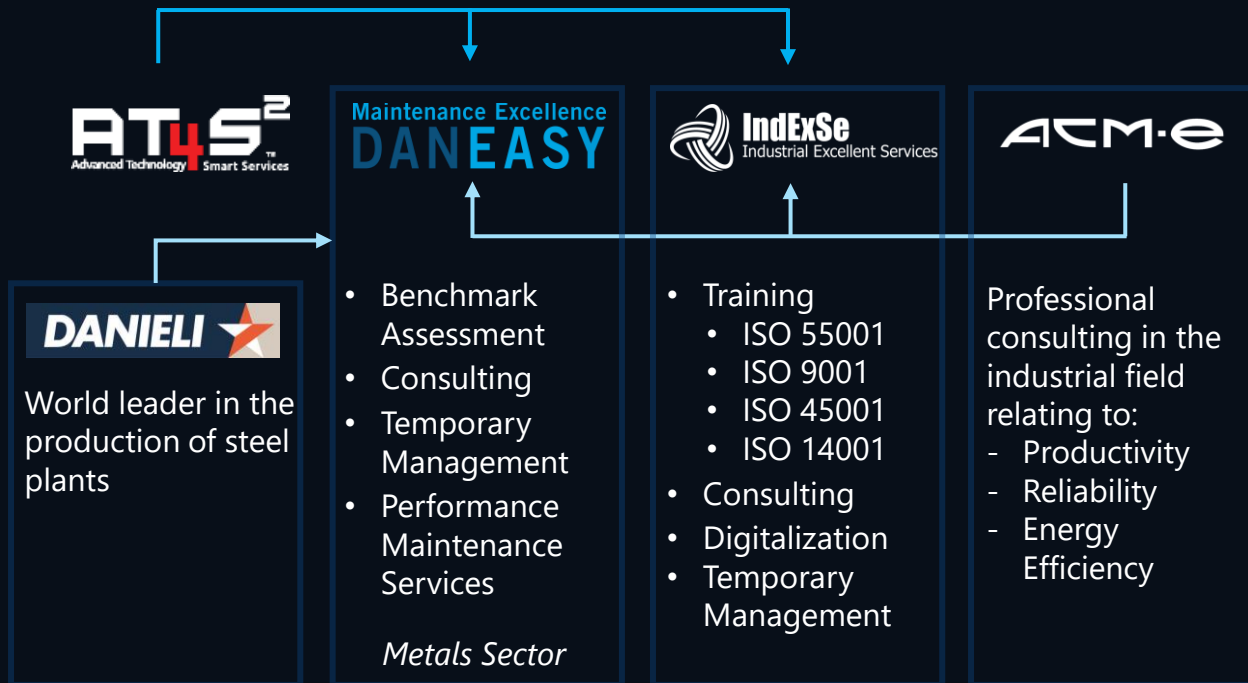 AT4S²
™
Advanced Technology Smart Services
DANIELI
World leader in the
production of steel
plants
Maintenance Excellence
DANEASY
• Benchmark
Assessment
• Consulting
• Temporary
Management
• Performance
Maintenance
Services
Metals Sector
IndExSe
Industrial Excellent Services
• Training
• ISO 55001
• ISO 9001
• ISO 45001
• ISO 14001
• Consulting
• Digitalization
• Temporary
Management
ACM-e
Professional
consulting in the
industrial field
relating to:
- Productivity
- Reliability
- Energy
Efficiency